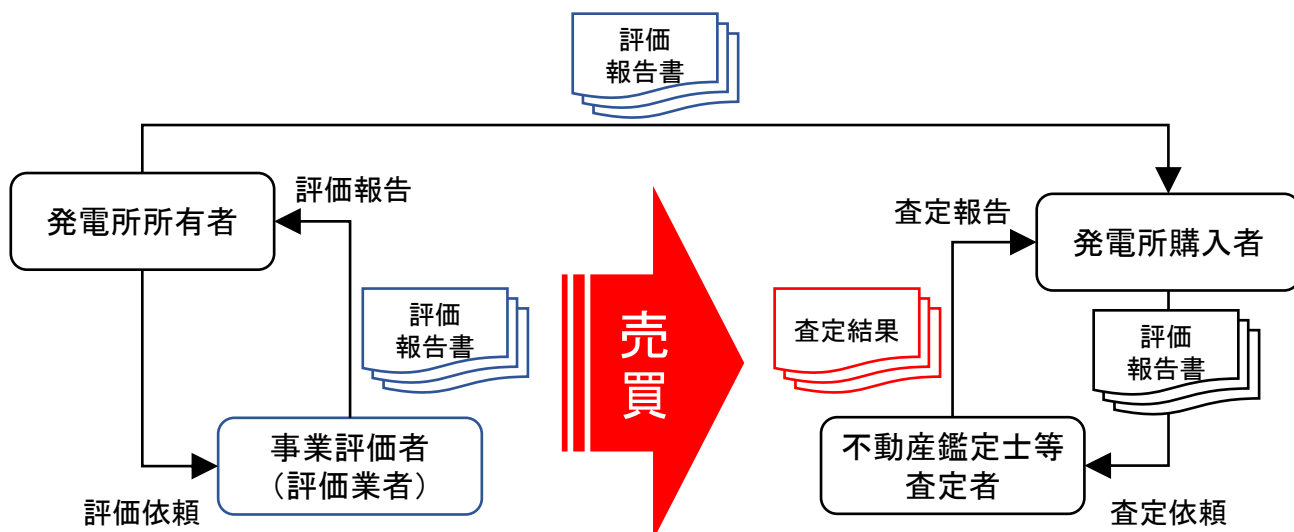 評価
報告書
発電所所有者
評価報告
査定報告
発電所購入者
評価
報告書
売
買
査定結果
評価
報告書
事業評価者
（評価業者）
不動産鑑定士等
査定者
評価依頼
査定依頼